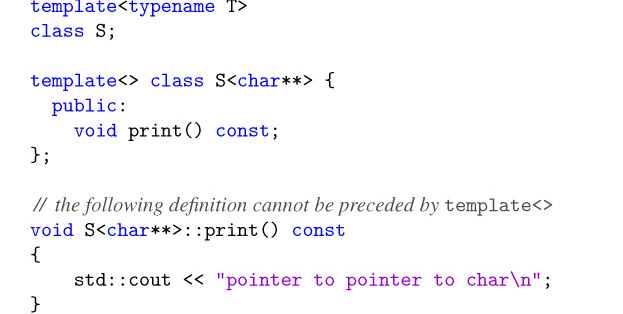 template<typename T>
class S;
template<> class S<char**> {
public:
void print() const;
};
// the following definition cannot be preceded by template<>
void S<char**>::print() const
{
std::cout << "pointer to pointer to char\n";
}